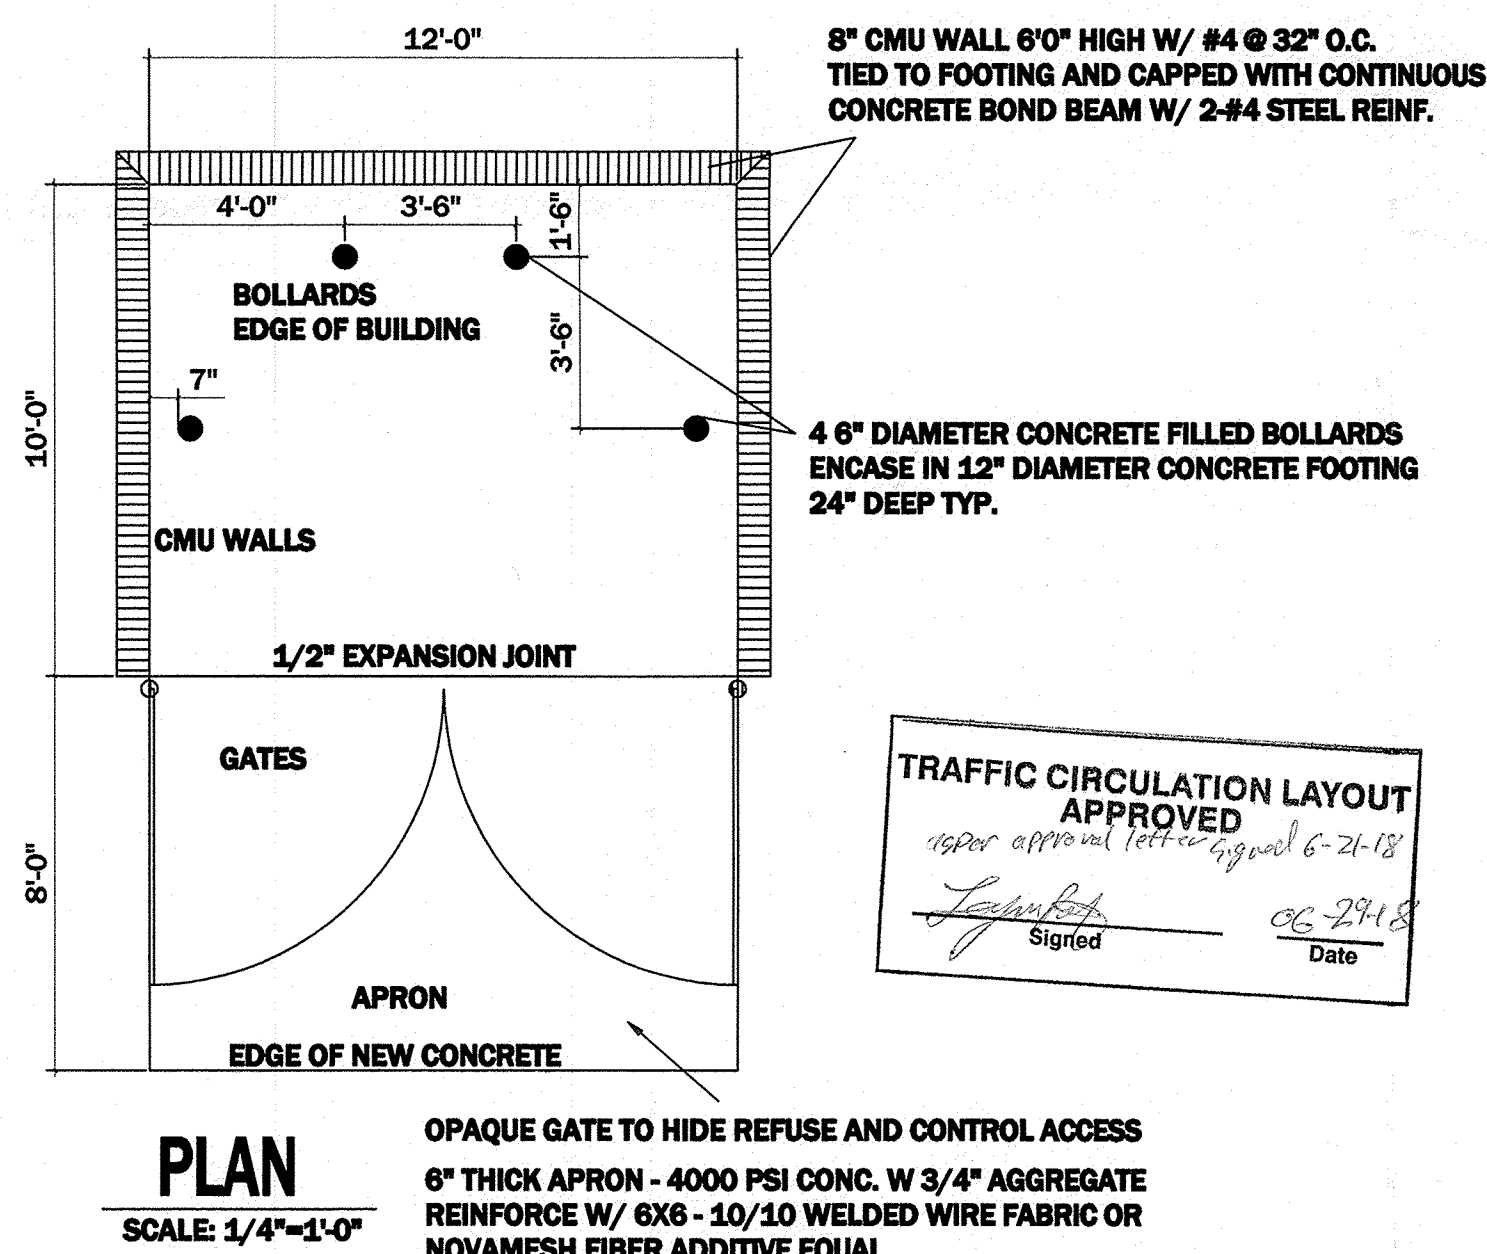 12'-0"
8" CMU WALL 6'0" HIGH W/ #4 @ 32" O.C.
TIED TO FOOTING AND CAPPED WITH CONTINUOUS
CONCRETE BOND BEAM W/ 2-#4 STEEL REINF.
4'-0"
3'-6"
1'-6"
BOLLARDS
EDGE OF BUILDING
3'-6"
7"
10'-0"
4 6" DIAMETER CONCRETE FILLED BOLLARDS
ENCASE IN 12" DIAMETER CONCRETE FOOTING
24" DEEP TYP.
CMU WALLS
1/2" EXPANSION JOINT
GATES
8'-0"
TRAFFIC CIRCULATION LAYOUT
APPROVED
asper approval letter signed 6-21-18
06-29-18
Signed
Date
APRON
EDGE OF NEW CONCRETE
OPAQUE GATE TO HIDE REFUSE AND CONTROL ACCESS
PLAN
SCALE: 1/4"=1'-0"
6" THICK APRON - 4000 PSI CONC. W 3/4" AGGREGATE
REINFORCE W/ 6X6 - 10/10 WELDED WIRE FABRIC OR
NOVAMESH FIBER ADDITIVE EQUAL